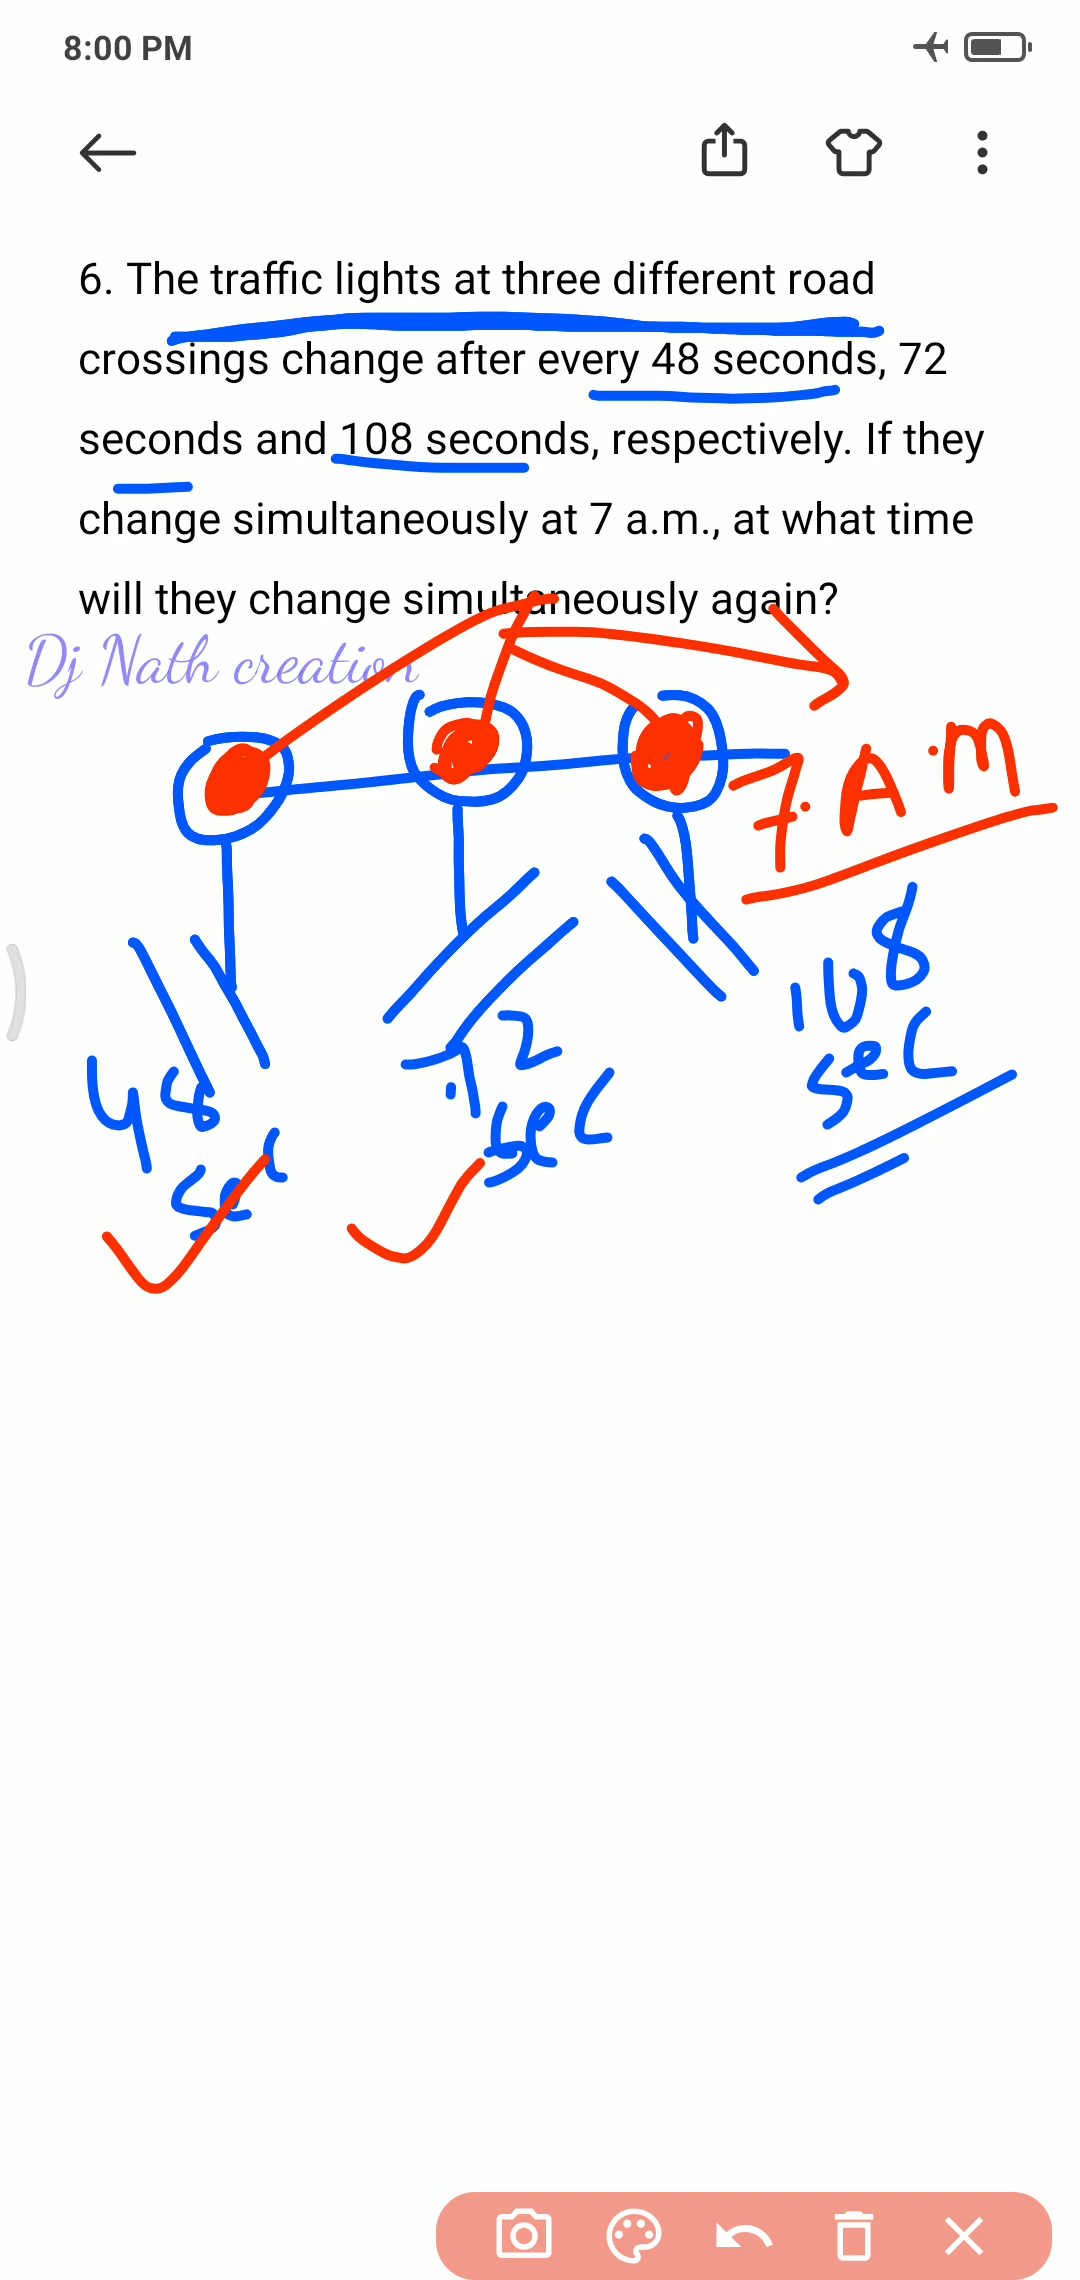 8:00 PM
6. The traffic lights at three different road
crossings change after every 48 seconds, 72
seconds and 108 seconds, respectively. If they
change simultaneously at 7 a.m., at what time
will they change simultaneously again?
Dj Nath creation
7. A.M
108
sec
72
sec
48
sec